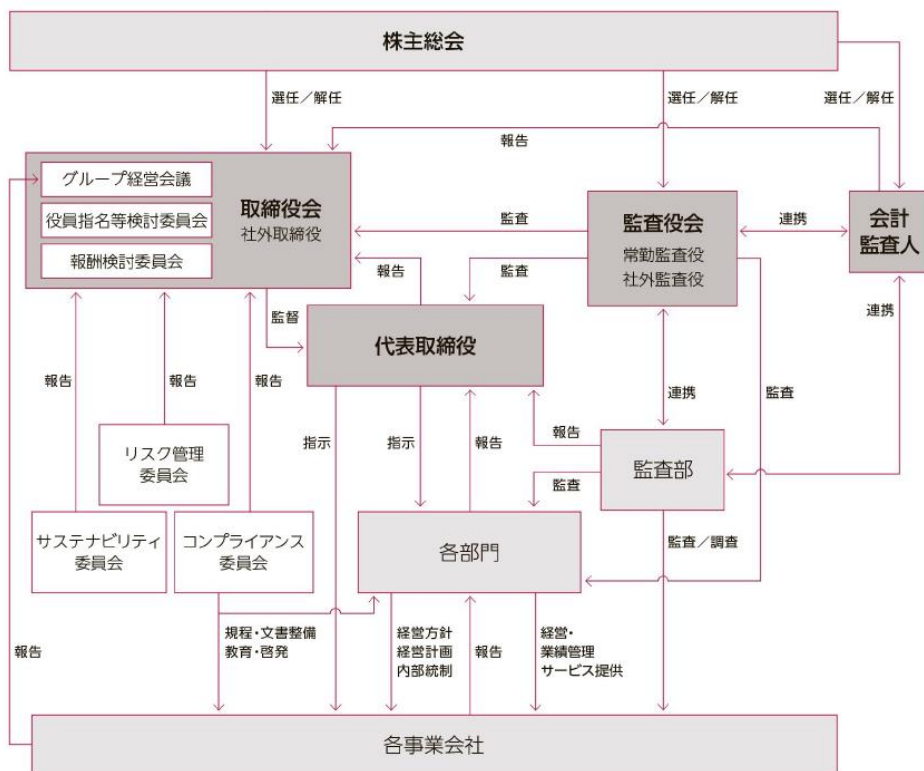 株主総会
選任／解任
選任／解任
選任／解任
報告
グループ経営会議
役員指名等検討委員会
報酬検討委員会
取締役会
社外取締役
監査
監査役会
常勤監査役
社外監査役
連携
会計
監査人
報告
監査
監督
代表取締役
連携
報告
報告
報告
指示
指示
報告
報告
連携
監査
リスク管理
委員会
監査
監査部
サステナビリティ
委員会
コンプライアンス
委員会
各部門
監査／調査
報告
規程・文書整備
教育・啓発
経営方針
経営計画
内部統制
報告
経営・
業績管理
サービス提供
各事業会社